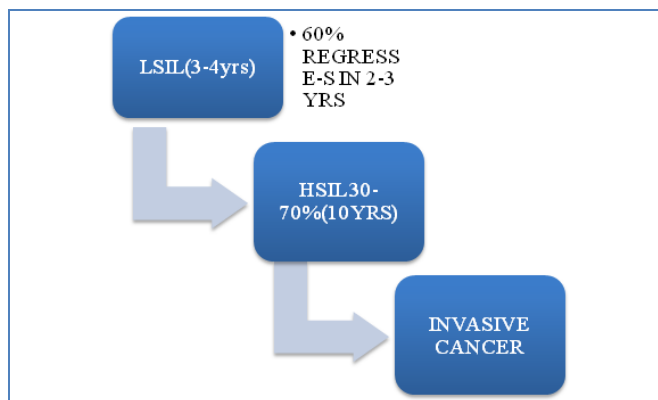 LSIL(3-4yrs)
• 60%
REGRESS
E-S IN 2-3
YRS
HSIL30-
70%(10YRS)
INVASIVE
CANCER